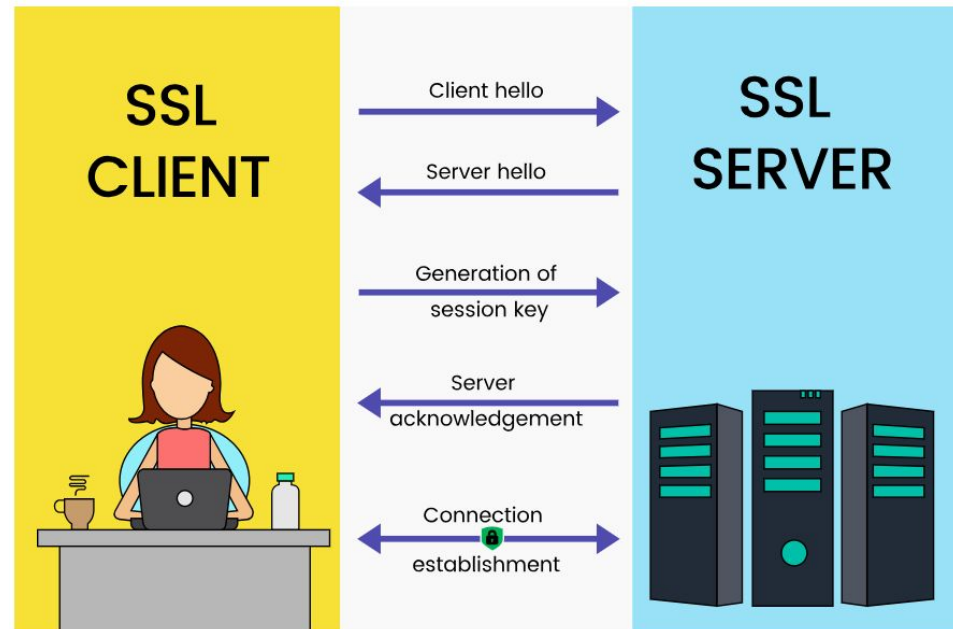 SSL
CLIENT
Client hello
Server hello
Generation of
session key
Server
acknowledgement
Connection
establishment
SSL
SERVER